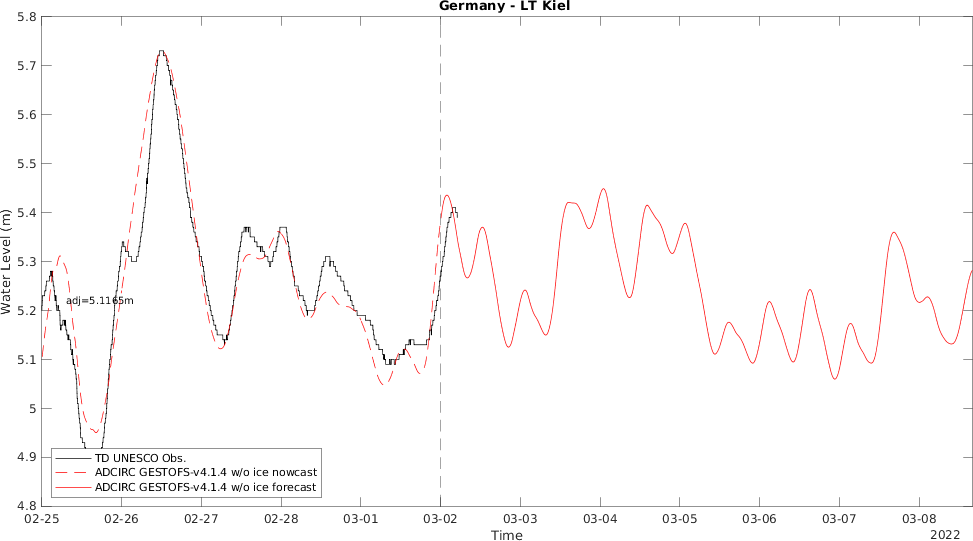 Germany - LT Kiel
5.8
5.7
5.6
5.5
5.4
5.3
5.2
5.1
5
4.9
4.8
Water Level (m)
adj=5.1165m
TD UNESCO Obs.
ADCIRC GESTOFS-v4.1.4 w/o ice nowcast
ADCIRC GESTOFS-v4.1.4 w/o ice forecast
02-25 02-26 02-27 02-28 03-01 03-02 03-03 03-04 03-05 03-06 03-07 03-08
Time
2022